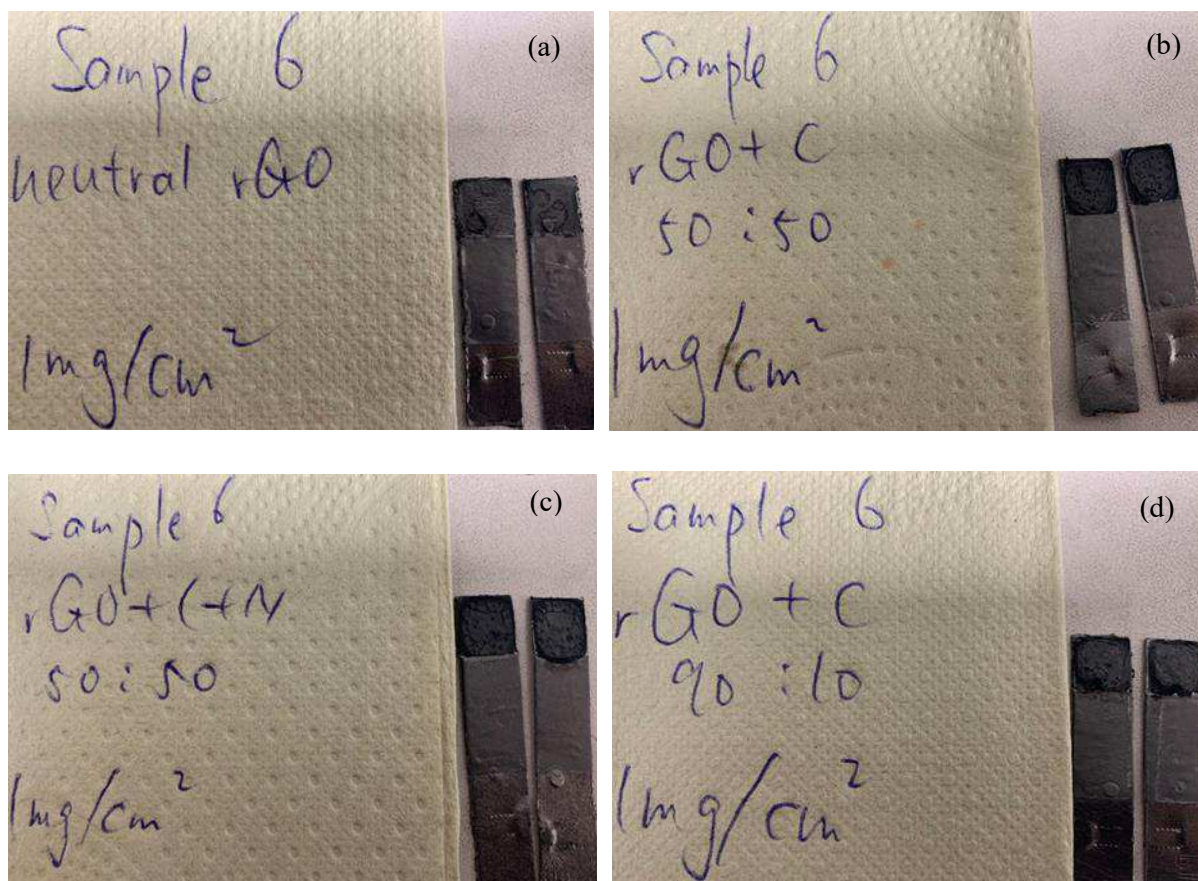 (a)
Sample 6
neutral rGO
1mg/cm²
(b)
Sample 6
rGO + C
50 : 50
1mg/cm²
(c)
Sample 6
rGO + C + N
50 : 50
1mg/cm²
(d)
Sample 6
rGO + C
90 : 10
1mg/cm²